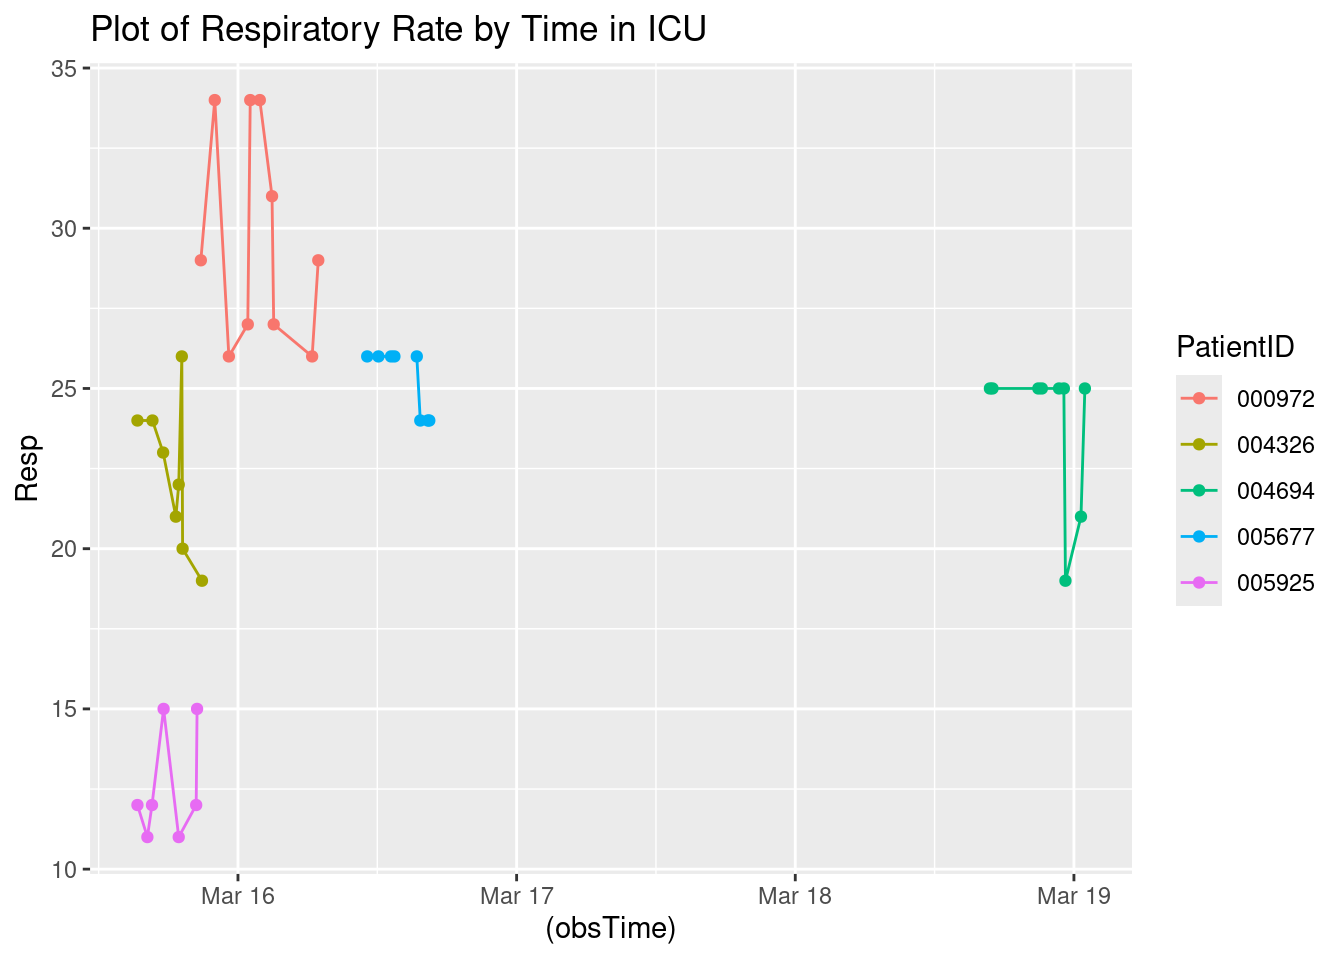 Plot of Respiratory Rate by Time in ICU
35
30
25
20
15
10
Resp
Mar 16
Mar 17
Mar 18
Mar 19
(obsTime)
PatientID
000972
004326
004694
005677
005925